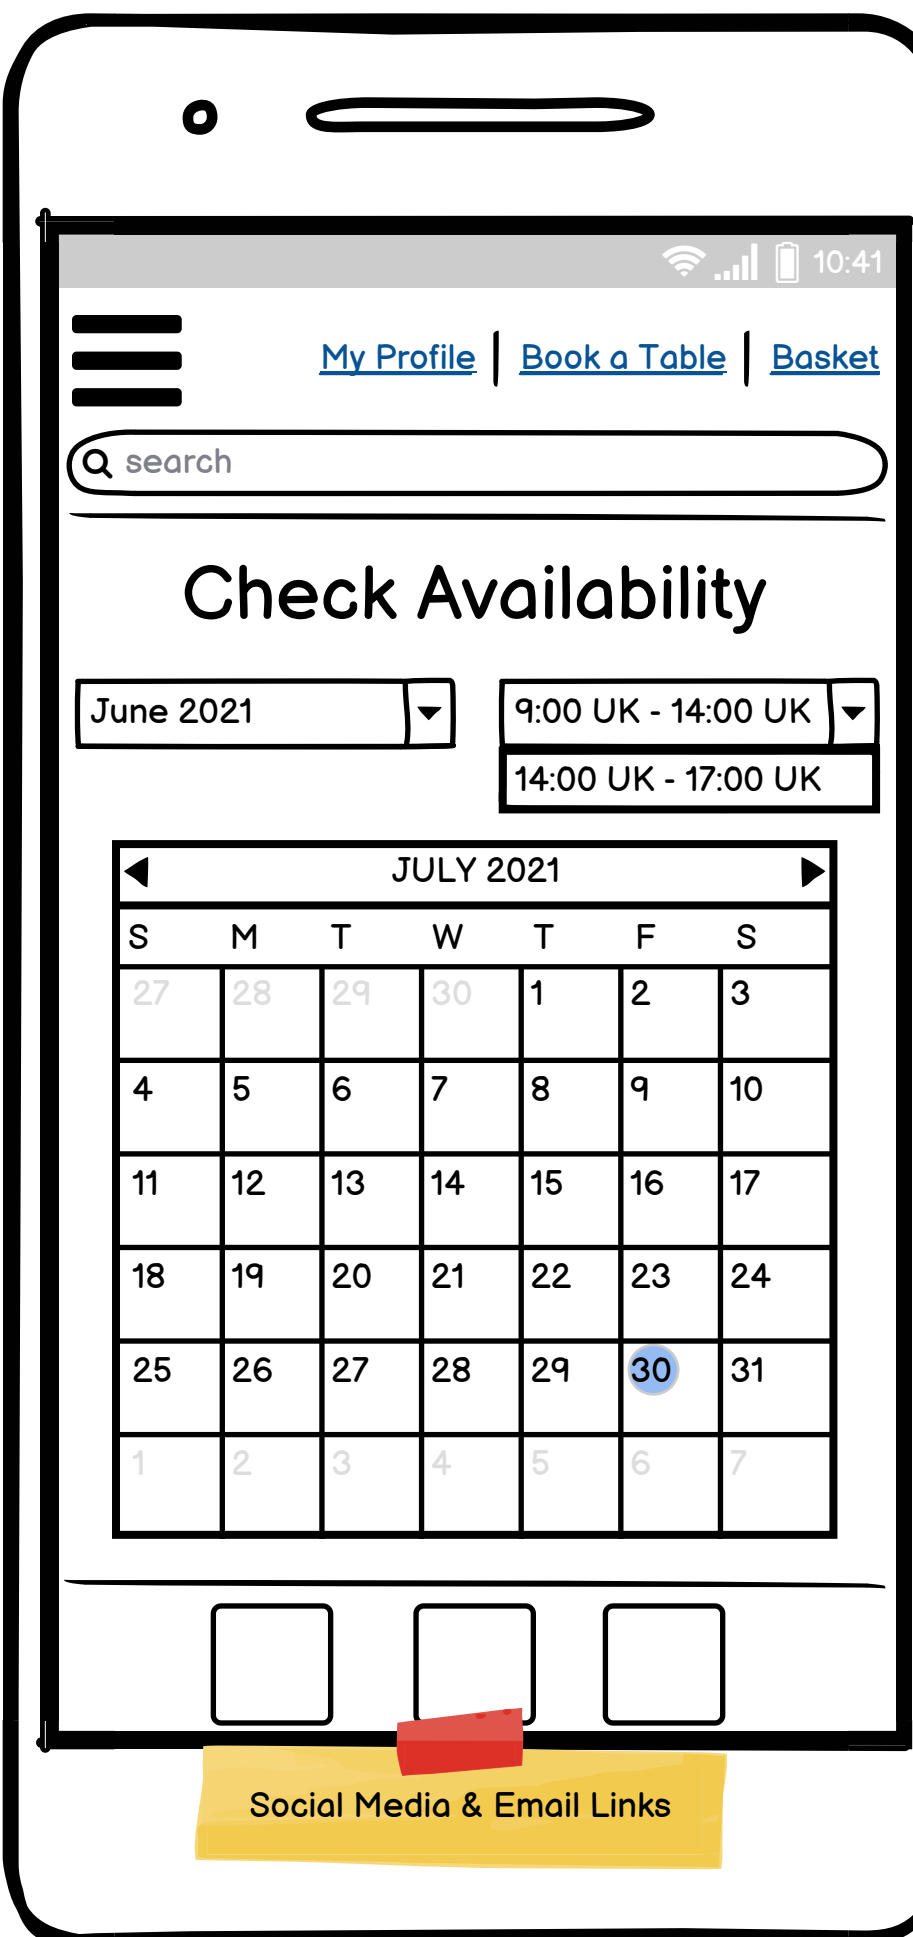 10:41
My Profile Book a Table Basket
search
Check Availability
June 2021
9:00 UK - 14:00 UK
14:00 UK - 17:00 UK
JULY 2021
S M T W T F S
27 28 29 30 1 2 3
4 5 6 7 8 9 10
11 12 13 14 15 16 17
18 19 20 21 22 23 24
25 26 27 28 29 30 31
1 2 3 4 5 6 7
Social Media & Email Links